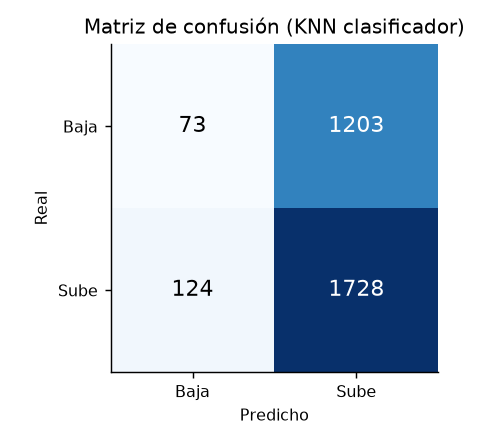 Matriz de confusión (KNN clasificador)
Baja
73
1203
Real
Sube
124
1728
Baja
Sube
Predicho